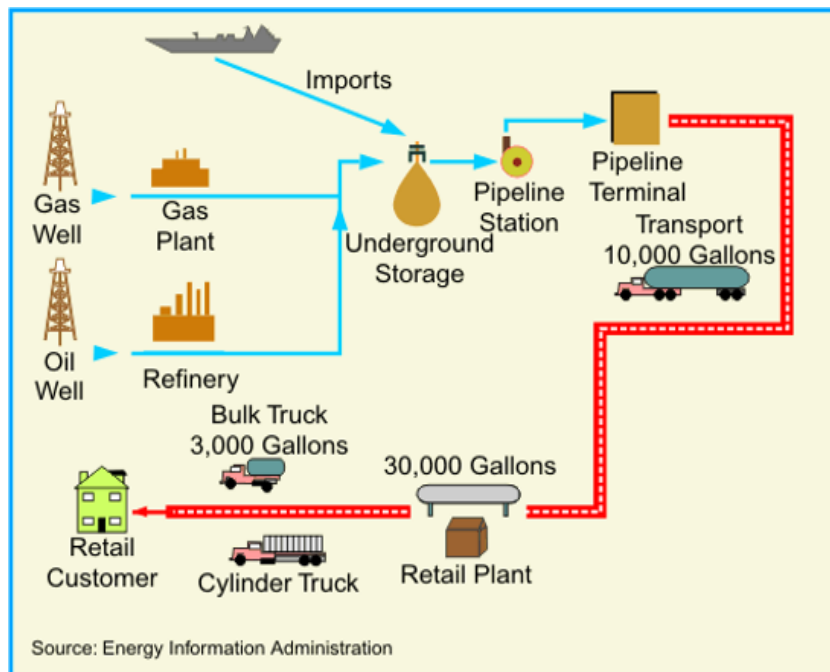 Imports
Gas
Well
Gas
Plant
Underground
Storage
Pipeline
Station
Pipeline
Terminal
Transport
10,000 Gallons
Oil
Well
Refinery
Bulk Truck
3,000 Gallons
30,000 Gallons
Retail
Customer
Cylinder Truck
Retail Plant
Source: Energy Information Administration